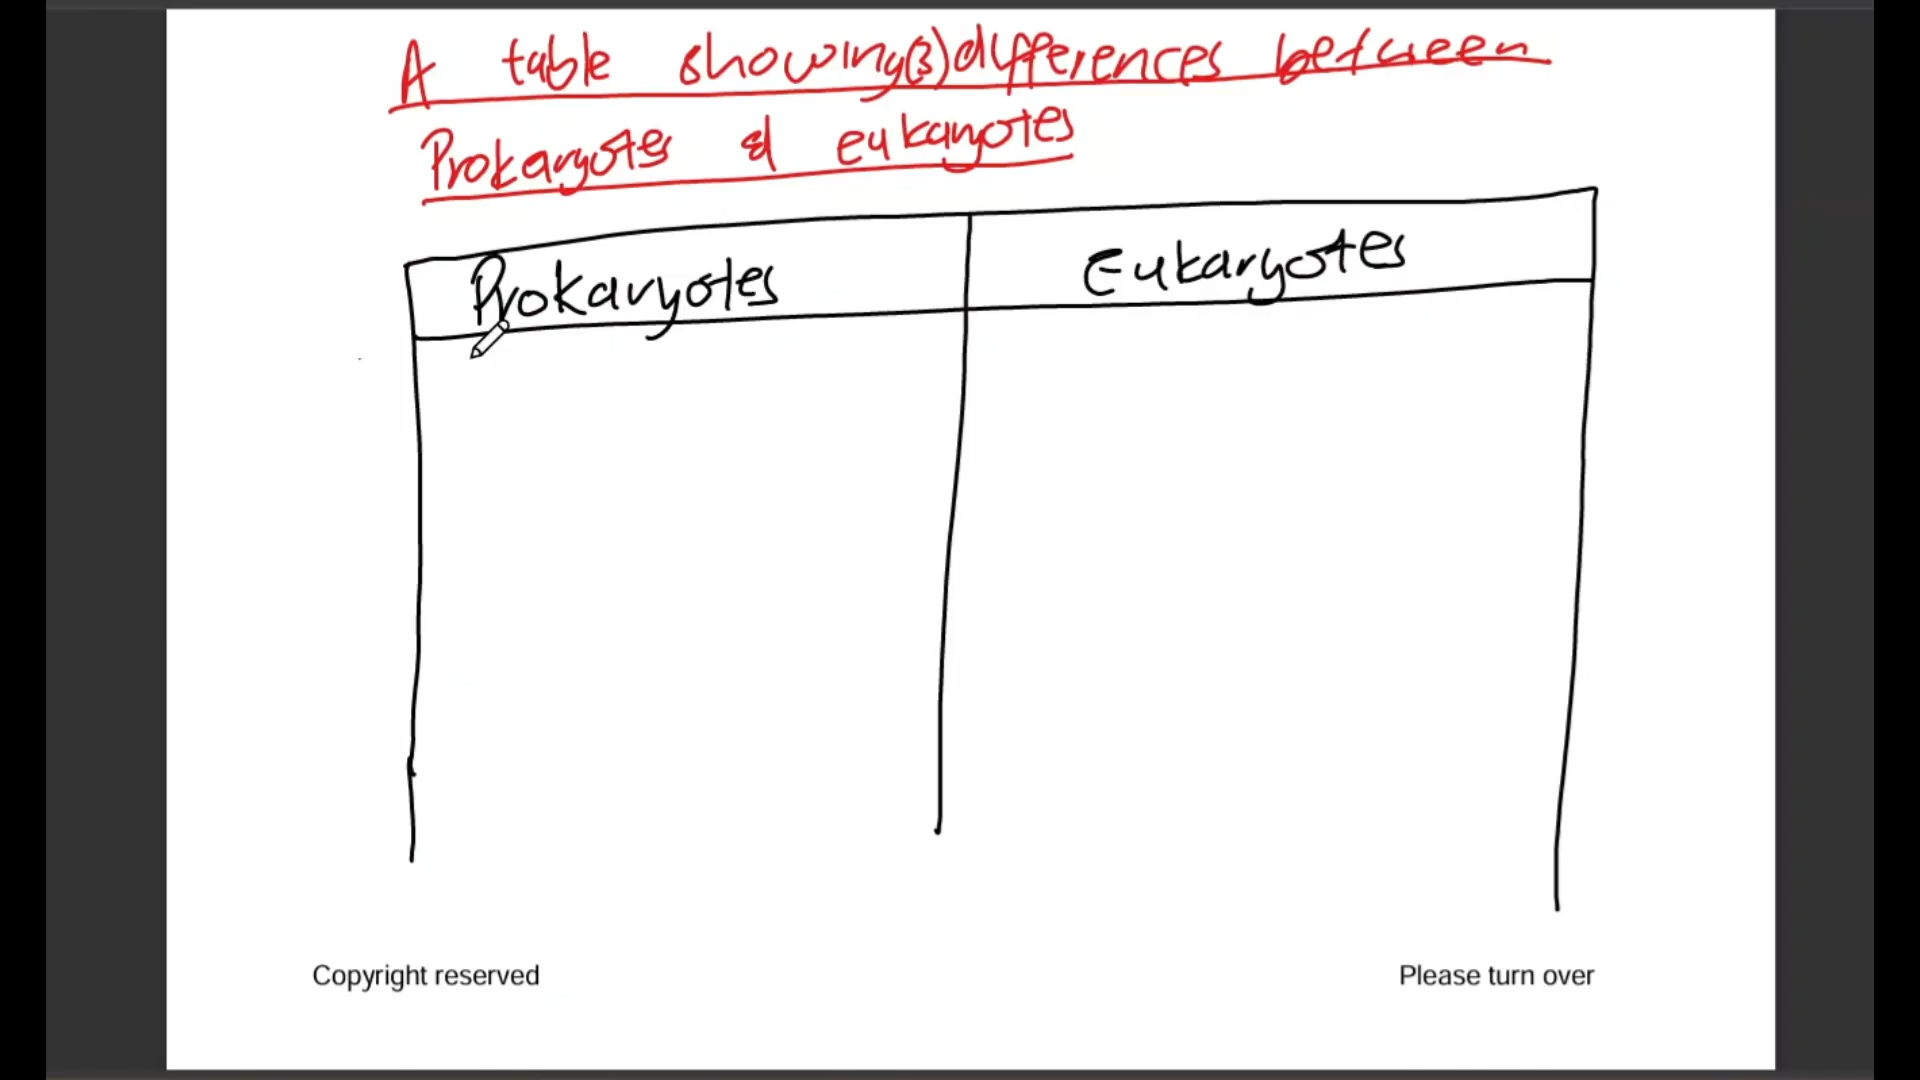 A table showing(3)differences between
Prokaryotes & eukaryotes
Prokaryotes Eukaryotes
Copyright reserved Please turn over